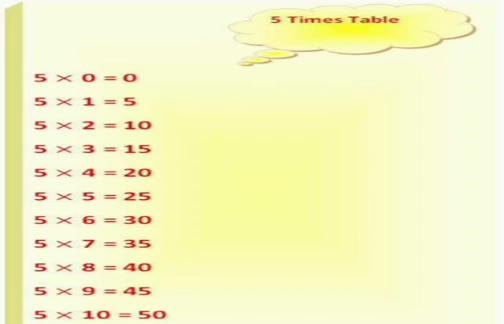 5 Times Table
5 × 0 = 0
5 × 1 = 5
5 × 2 = 10
5 × 3 = 15
5 × 4 = 20
5 × 5 = 25
5 × 6 = 30
5 × 7 = 35
5 × 8 = 40
5 × 9 = 45
5 × 10 = 50